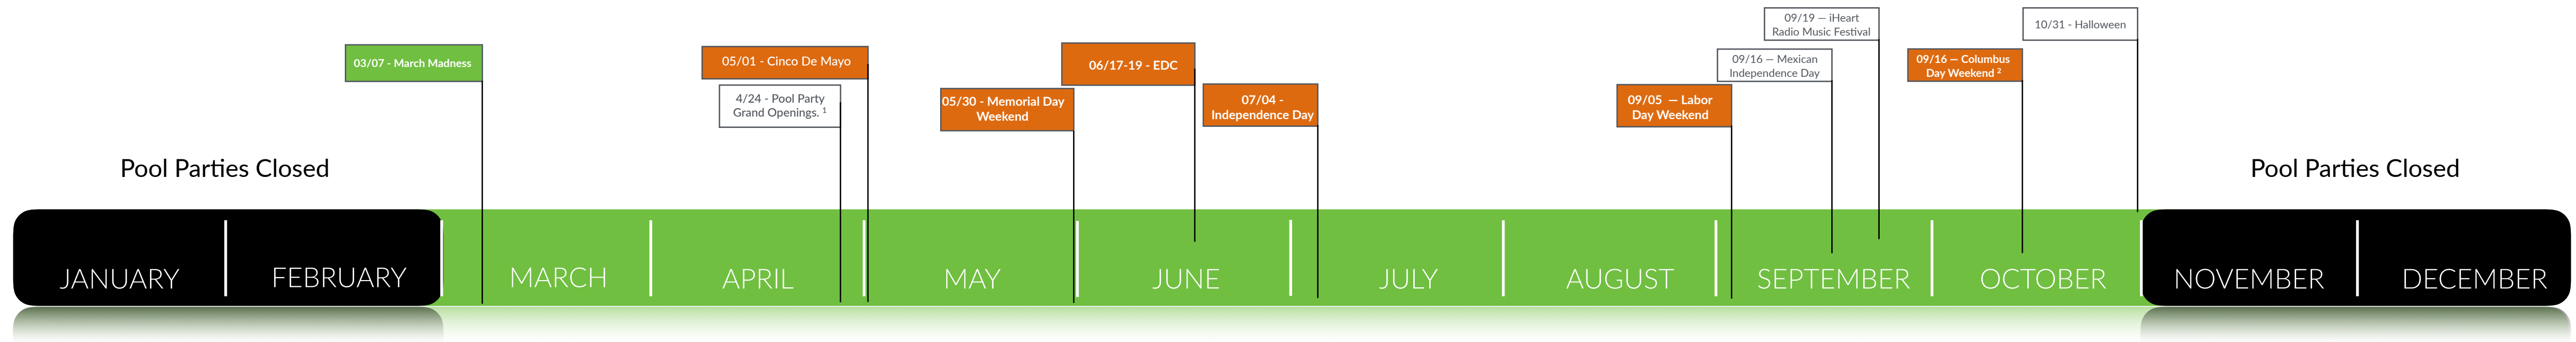 09/19 — iHeart
Radio Music Festival
10/31 - Halloween
03/07 - March Madness
05/01 - Cinco De Mayo
06/17-19 - EDC
09/16 — Mexican
Independence Day
09/16 — Columbus
Day Weekend ²
4/24 - Pool Party
Grand Openings. ¹
05/30 - Memorial Day
Weekend
07/04 -
Independence Day
09/05 — Labor
Day Weekend
Pool Parties Closed
Pool Parties Closed
JANUARY
FEBRUARY
MARCH
APRIL
MAY
JUNE
JULY
AUGUST
SEPTEMBER
OCTOBER
NOVEMBER
DECEMBER